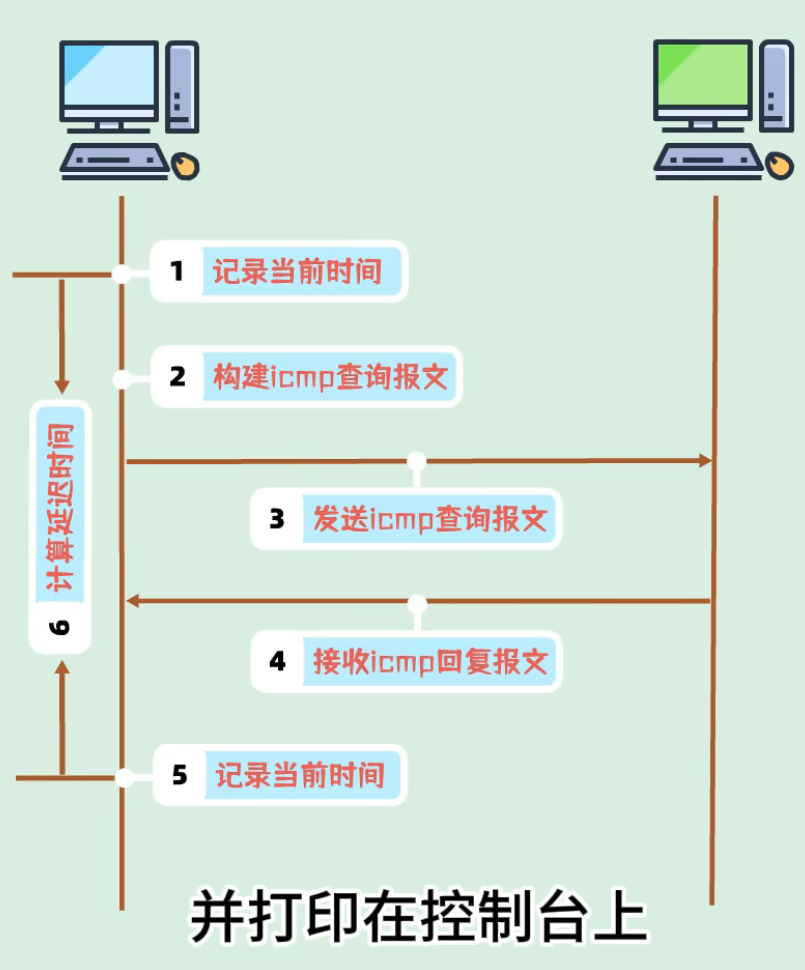 1 记录当前时间
2 构建icmp查询报文
3 发送icmp查询报文
4 接收icmp回复报文
5 记录当前时间
6 计算延迟时间
并打印在控制台上